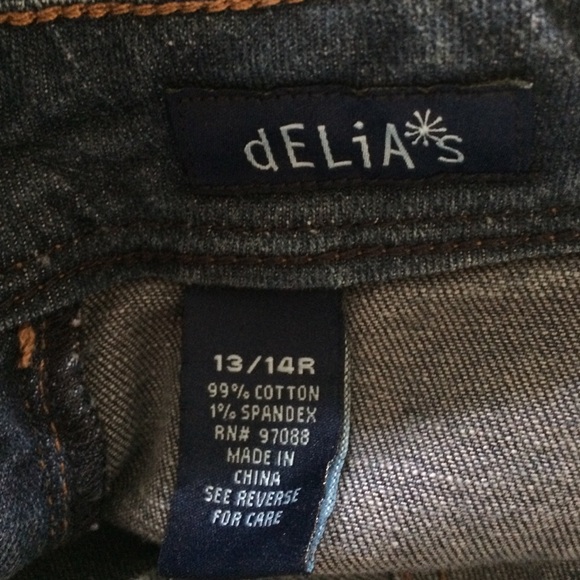 dELiA*s
13/14R
99% COTTON
1% SPANDEX
RN# 97088
MADE IN
CHINA
SEE REVERSE
FOR CARE